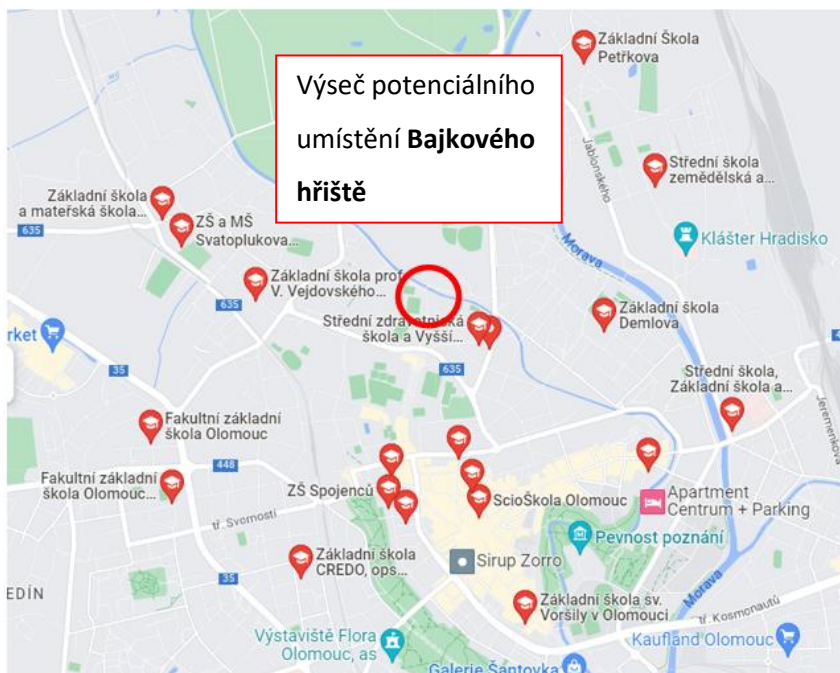 Základní Škola
Petřkova
Výseč potenciálního
umístění Bajkového
hřiště
Jablonského
Střední škola
zemědělská a...
Základní škola
a mateřská škola...
635
ZŠ a MŠ
Svatoplukova...
Klášter Hradisko
Morava
Základní škola prof.
V. Vejdovského...
635
Základní škola
Demlova
Střední zdravotnická
škola a Vyšší...
rket
35
635
Střední škola,
Základní škola a...
Jeremenkova
Fakultní základní
škola Olomouc
448
Fakultní základní
škola Olomouc...
ZŠ Spojenců
ScioŠkola Olomouc
Apartment
Centrum + Parking
tř. Svornosti
Pevnost poznání
Základní škola
CREDO, ops...
Sirup Zorro
35
EDÍN
Morava
Základní škola sv.
Voršily v Olomouci
tř. Kosmonautů
Výstaviště Flora
Olomouc, as
Kaufland Olomouc
Galerie Šantovka